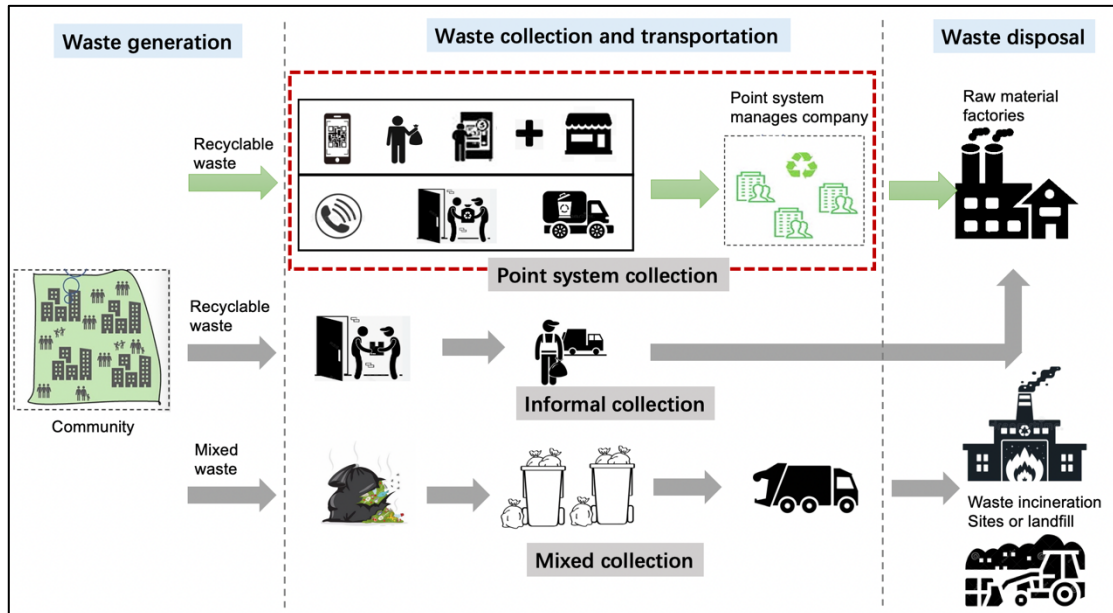 Waste generation
Waste collection and transportation
Waste disposal
Recyclable
waste
Point system
manages company
Raw material
factories
Point system collection
Recyclable
waste
Informal collection
Community
Mixed
waste
Waste incineration
Sites or landfill
Mixed collection